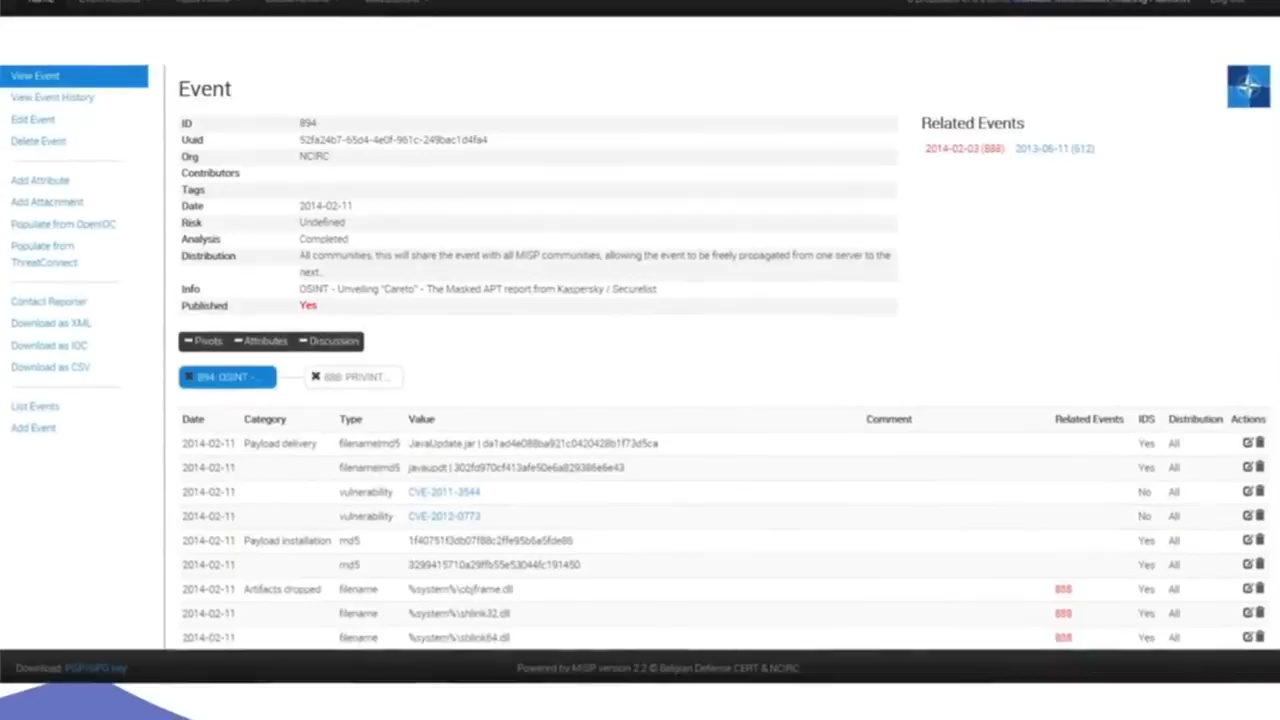 View Event
View Event History
Edit Event
Delete Event
Add Attribute
Add Attachment
Populate from OpenIOC
Populate from
ThreatConnect
Contact Reporter
Download as XML
Download as IOC
Download as CSV
List Events
Add Event
Event
ID 894
Uuid 52fa24b7-65d4-4e0f-961c-249bac1d4fa4
Org NCIRC
Contributors
Tags
Date 2014-02-11
Risk Undefined
Analysis Completed
Distribution All communities, this will share the event with all MISP communities, allowing the event to be freely propagated from one server to the
next.
Info OSINT - Unveiling "Careto" - The Masked APT report from Kaspersky / Securelist
Published Yes
Related Events
2014-02-03 (888) 2013-06-11 (512)
Pivots Attributes Discussion
894: OSINT -... 888: PRIVINT...
Date Category Type Value Comment Related Events IDS Distribution Actions
2014-02-11 Payload delivery filename|md5 JavaUpdate.jar | da1ad4e088ba921c0420428b1f73d5ca Yes All
2014-02-11 filename|md5 javaupdt | 302fd970cf413afe50e6a829386e6e43 Yes All
2014-02-11 vulnerability CVE-2011-3544 No All
2014-02-11 vulnerability CVE-2012-0773 No All
2014-02-11 Payload installation md5 1f40751f3db07f88c2ffe95b6a5fde86 Yes All
2014-02-11 md5 3299415710a29ffb55e53044fc191450 Yes All
2014-02-11 Artifacts dropped filename %system%\objframe.dll 888 Yes All
2014-02-11 filename %system%\shlink32.dll 888 Yes All
2014-02-11 filename %system%\shlink64.dll 888 Yes All
Download: PGP/GPG key Powered by MISP version 2.2 © Belgian Defense CERT & NCIRC